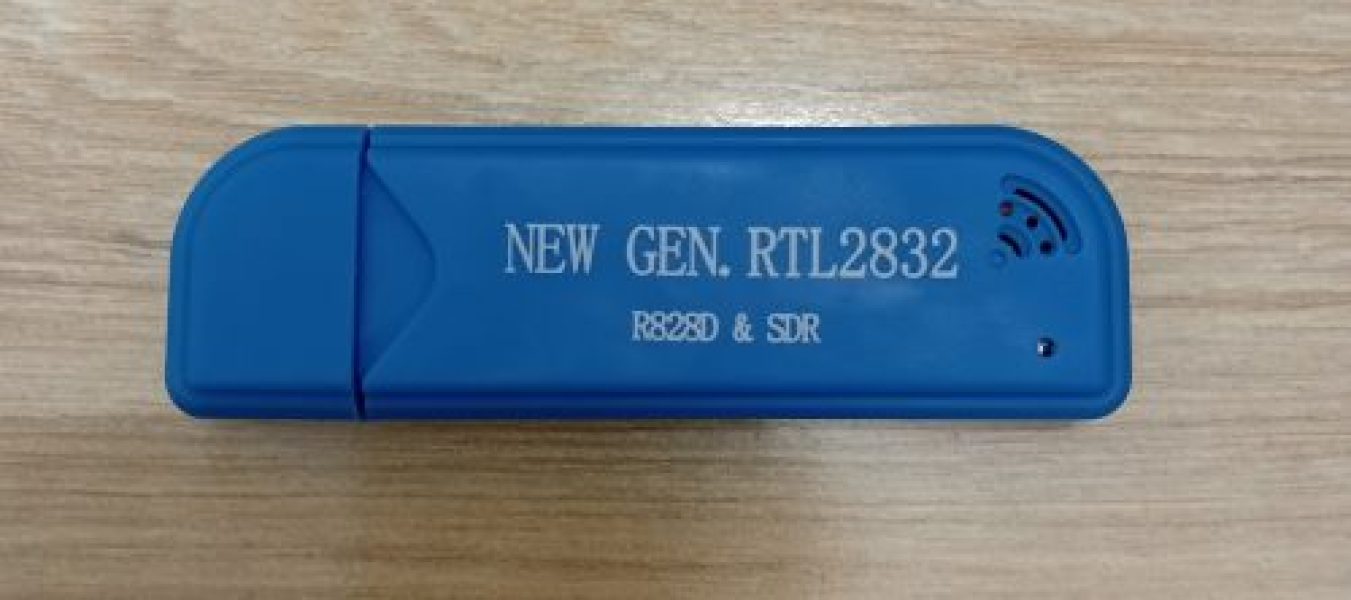 NEW GEN. RTL2832
R828D & SDR